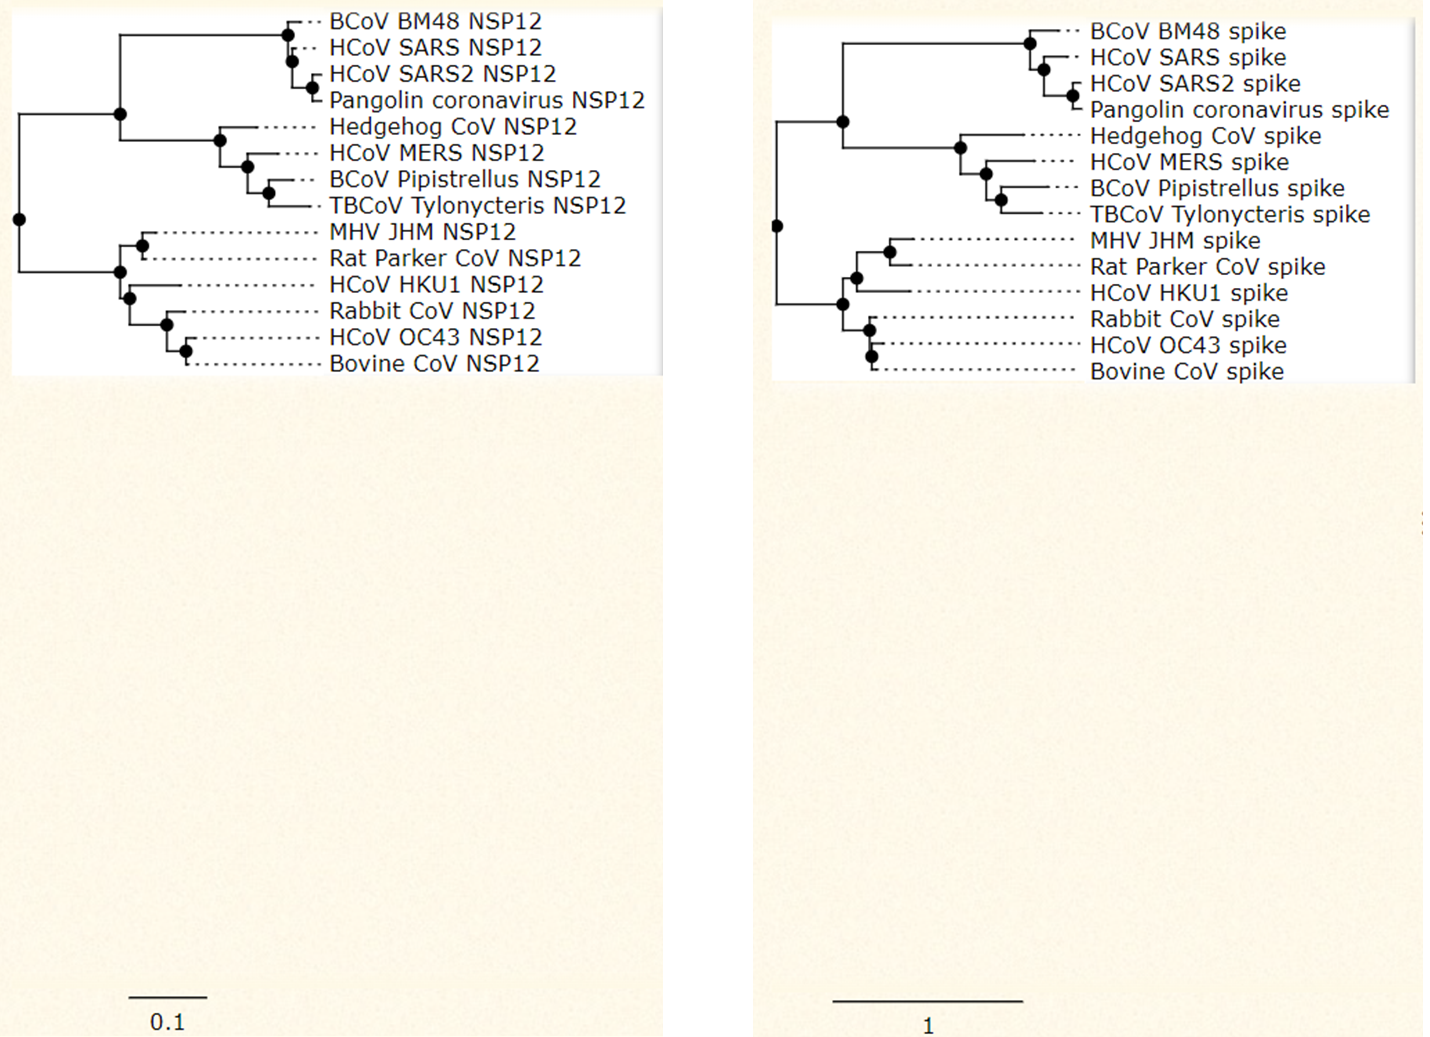 BCoV BM48 NSP12
HCoV SARS NSP12
HCoV SARS2 NSP12
Pangolin coronavirus NSP12
Hedgehog CoV NSP12
HCoV MERS NSP12
BCoV Pipistrellus NSP12
TBCoV Tylonycteris NSP12
MHV JHM NSP12
Rat Parker CoV NSP12
HCoV HKU1 NSP12
Rabbit CoV NSP12
HCoV OC43 NSP12
Bovine CoV NSP12
0.1
BCoV BM48 spike
HCoV SARS spike
HCoV SARS2 spike
Pangolin coronavirus spike
Hedgehog CoV spike
HCoV MERS spike
BCoV Pipistrellus spike
TBCoV Tylonycteris spike
MHV JHM spike
Rat Parker CoV spike
HCoV HKU1 spike
Rabbit CoV spike
HCoV OC43 spike
Bovine CoV spike
1